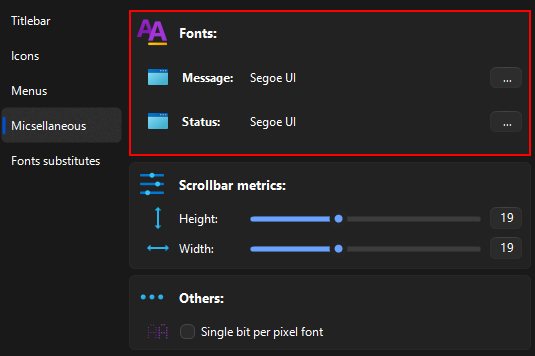 Titlebar
Icons
Menus
Micsellaneous
Fonts substitutes
Fonts:
Message: Segoe UI ...
Status: Segoe UI ...
Scrollbar metrics:
Height: 19
Width: 19
Others:
Single bit per pixel font